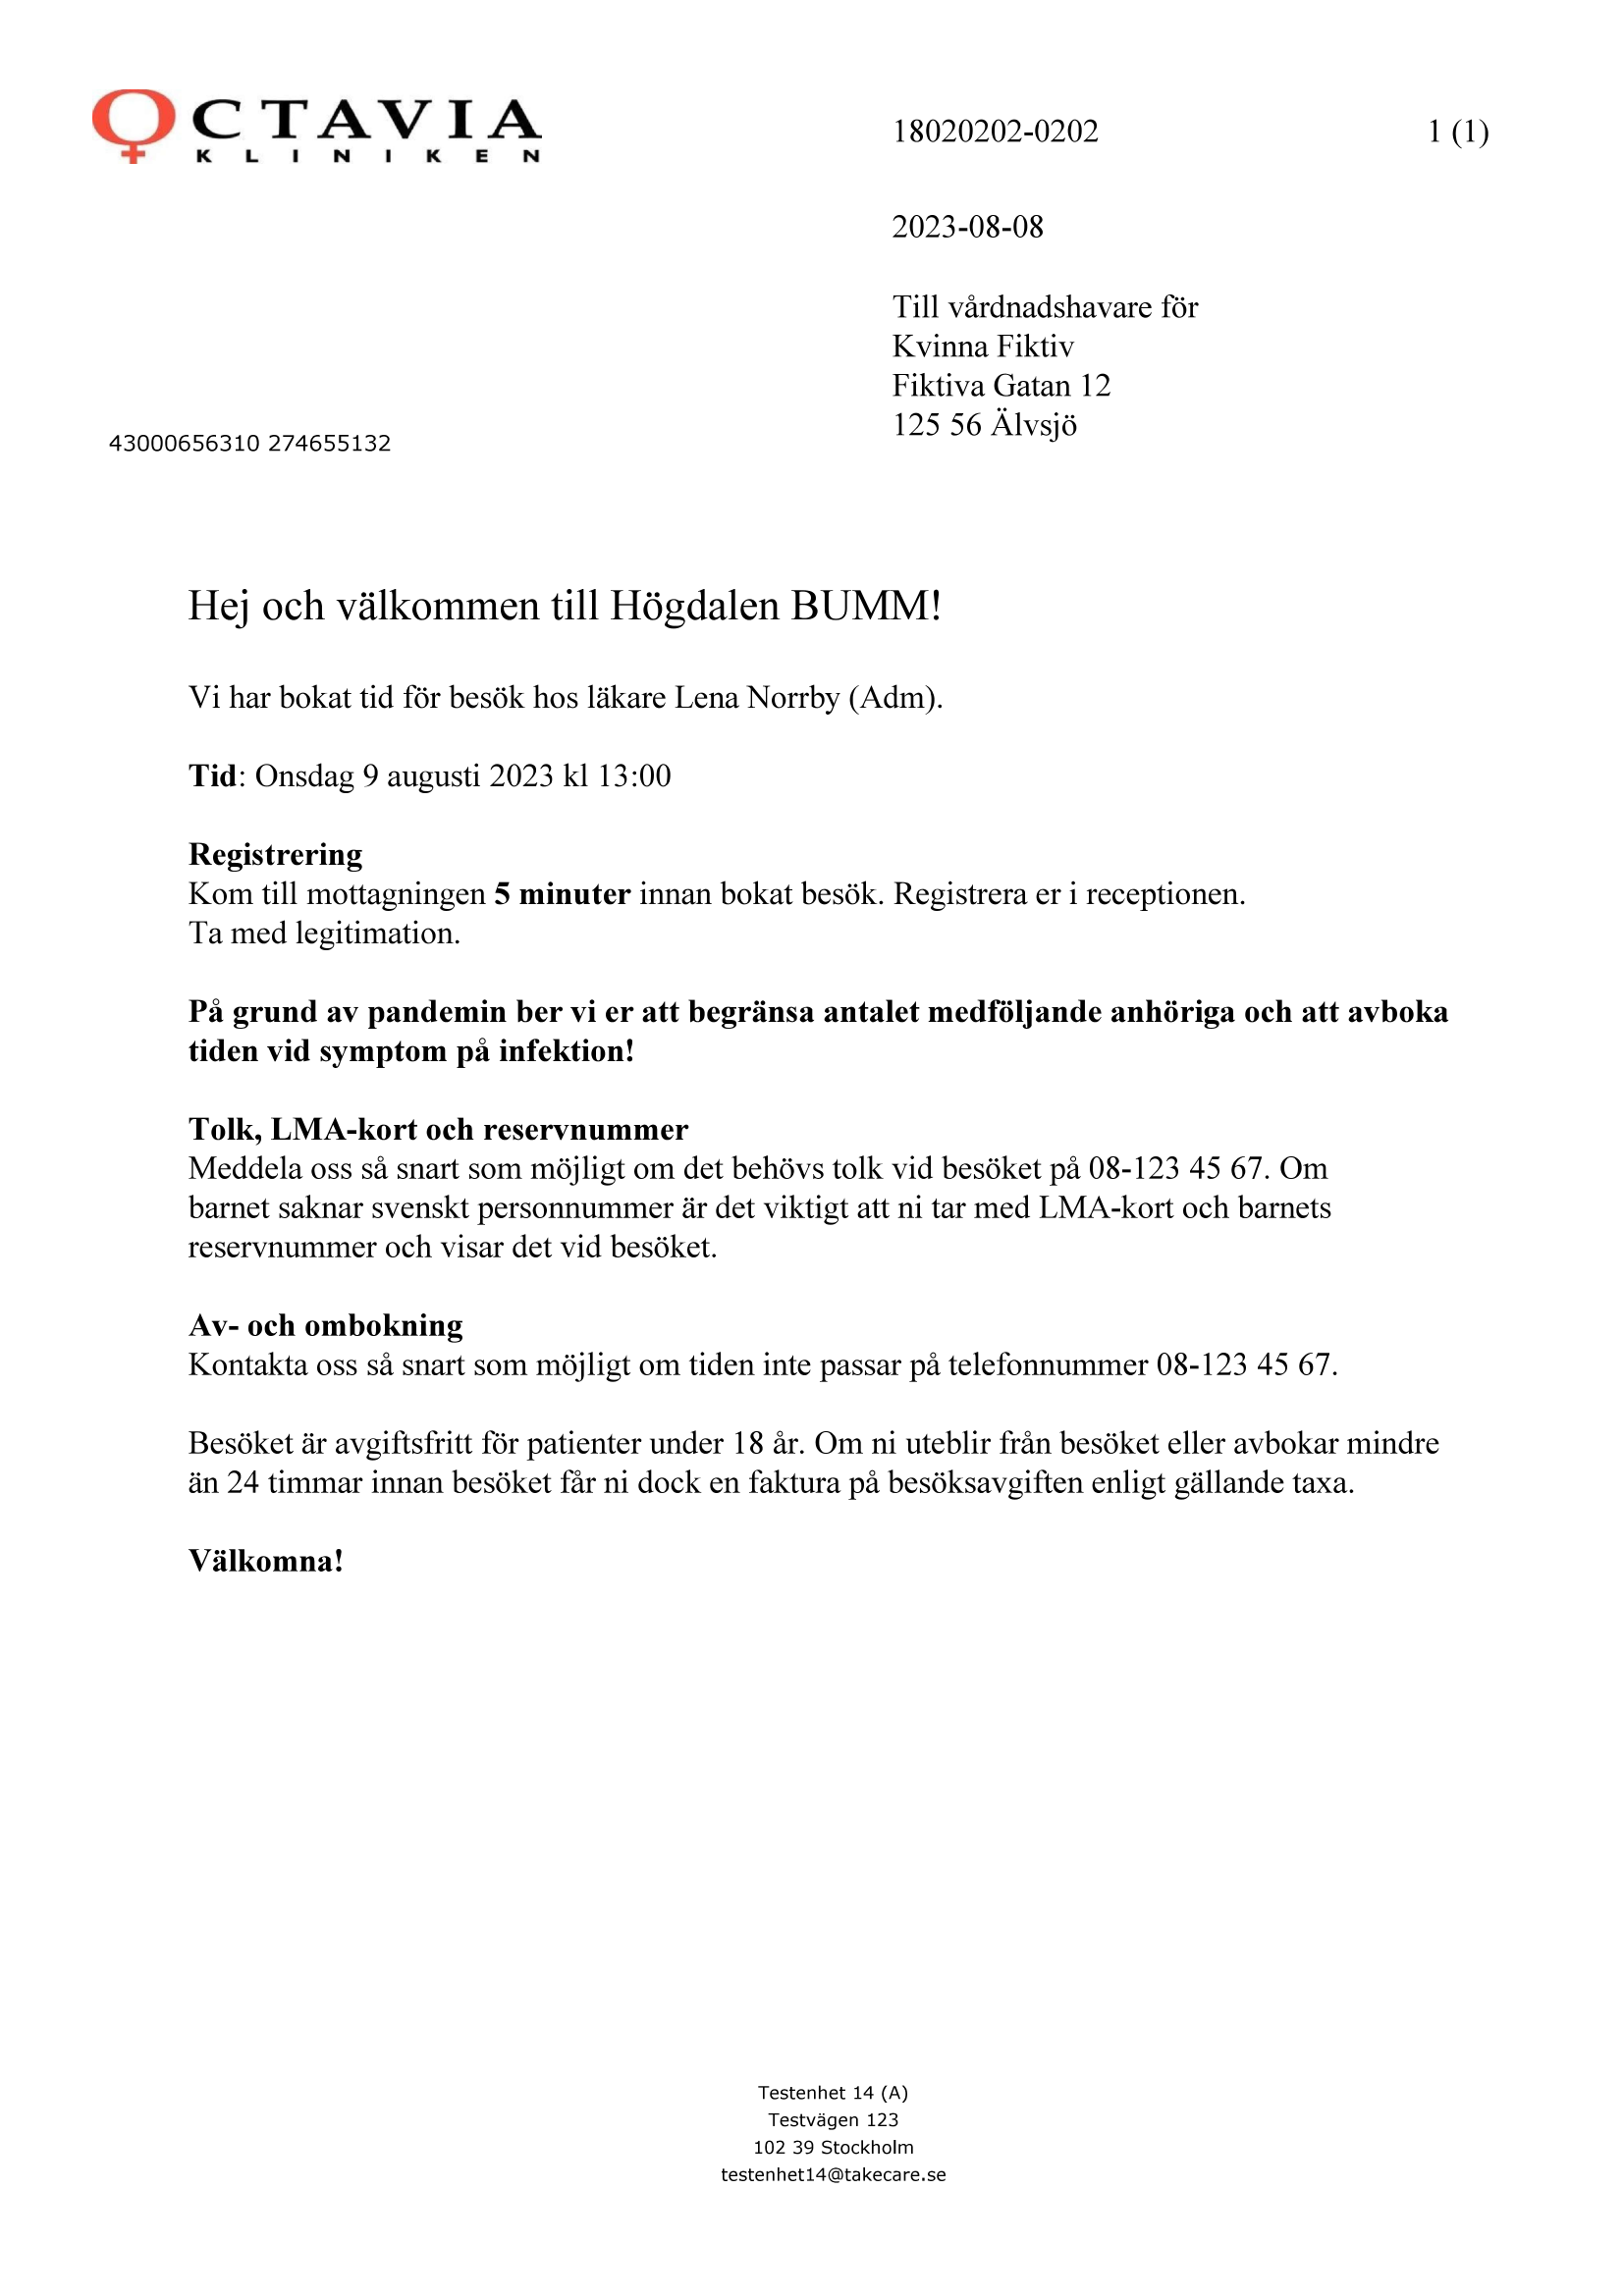 OCTAVIA
KLINIKEN
18020202-0202
1 (1)
2023-08-08
Till vårdnadshavare för
Kvinna Fiktiv
Fiktiva Gatan 12
125 56 Älvsjö
43000656310 274655132
Hej och välkommen till Högdalen BUMM!
Vi har bokat tid för besök hos läkare Lena Norrby (Adm).
Tid: Onsdag 9 augusti 2023 kl 13:00
Registrering
Kom till mottagningen 5 minuter innan bokat besök. Registrera er i receptionen.
Ta med legitimation.
På grund av pandemin ber vi er att begränsa antalet medföljande anhöriga och att avboka
tiden vid symptom på infektion!
Tolk, LMA-kort och reservnummer
Meddela oss så snart som möjligt om det behövs tolk vid besöket på 08-123 45 67. Om
barnet saknar svenskt personnummer är det viktigt att ni tar med LMA-kort och barnets
reservnummer och visar det vid besöket.
Av- och ombokning
Kontakta oss så snart som möjligt om tiden inte passar på telefonnummer 08-123 45 67.
Besöket är avgiftsfritt för patienter under 18 år. Om ni uteblir från besöket eller avbokar mindre
än 24 timmar innan besöket får ni dock en faktura på besöksavgiften enligt gällande taxa.
Välkomna!
Testenhet 14 (A)
Testvägen 123
102 39 Stockholm
testenhet14@takecare.se